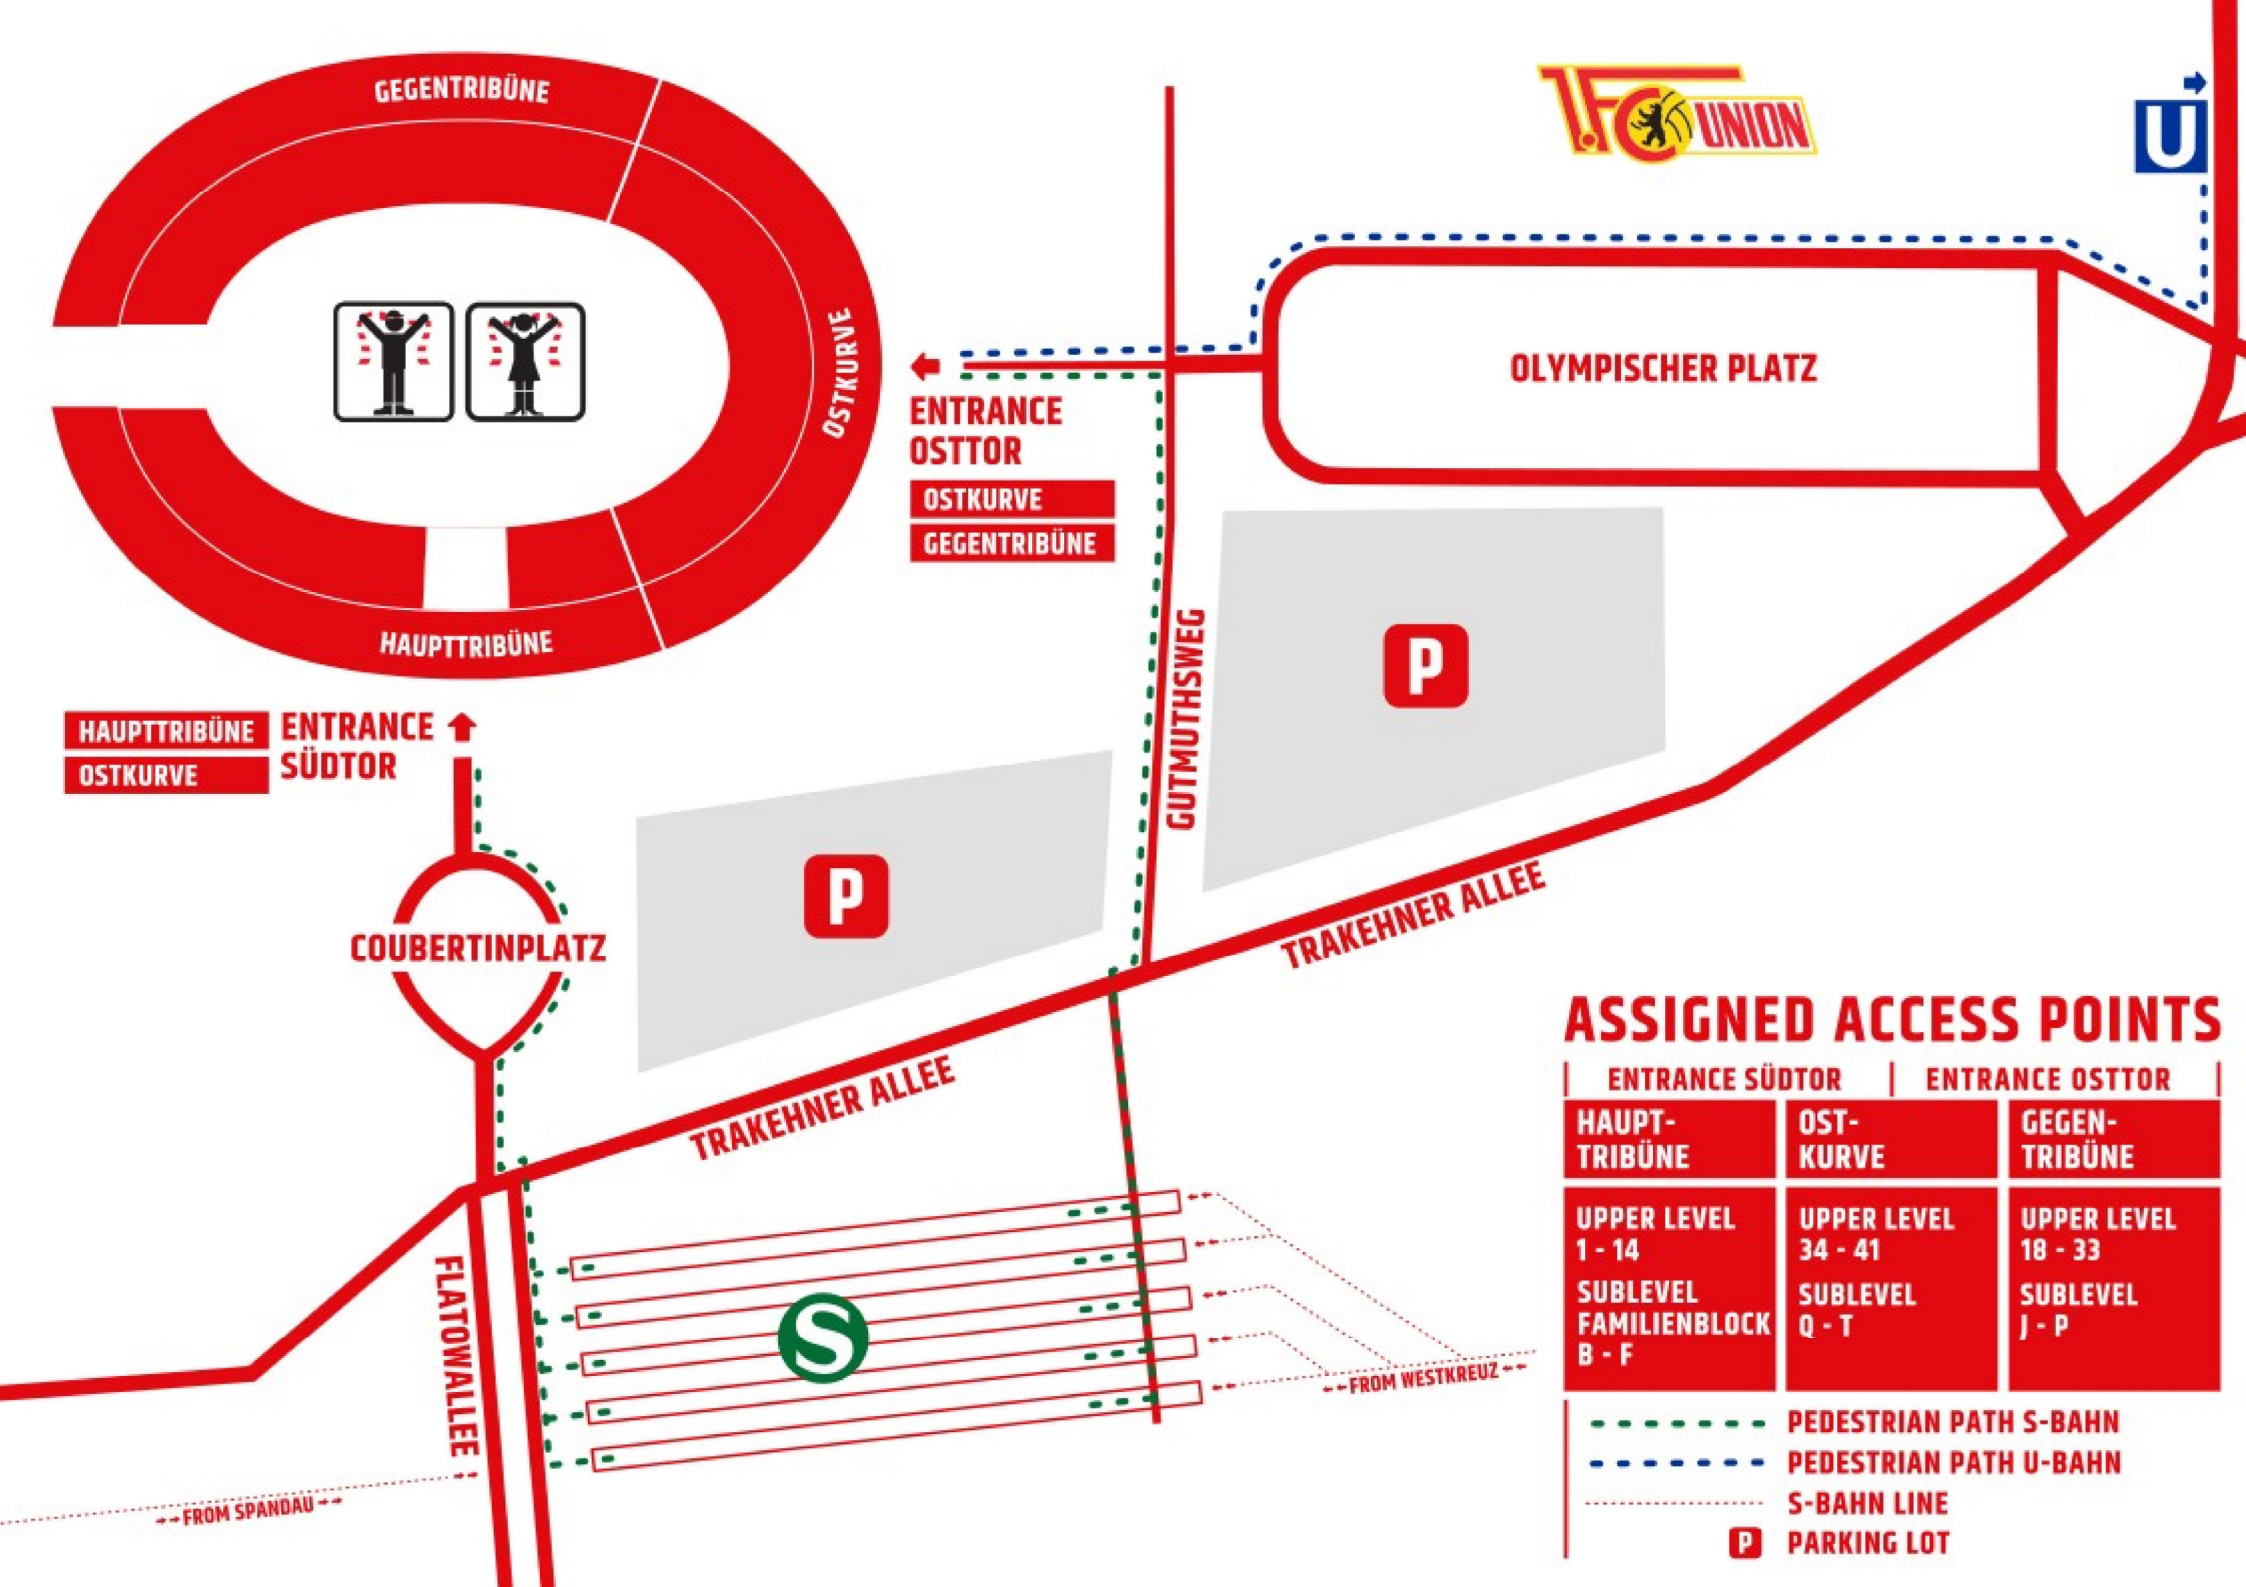 GEGENTRIBÜNE
OSTKURVE
HAUPTTRIBÜNE
1.FC UNION
U
OLYMPISCHER PLATZ
ENTRANCE
OSTTOR
OSTKURVE
GEGENTRIBÜNE
HAUPTTRIBÜNE
OSTKURVE
ENTRANCE
SÜDTOR
P
GUTMUTHSWEG
P
COUBERTINPLATZ
TRAKEHNER ALLEE
TRAKEHNER ALLEE
FLATOWALLEE
S
FROM WESTKREUZ
FROM SPANDAU
ASSIGNED ACCESS POINTS
ENTRANCE SÜDTOR
ENTRANCE OSTTOR
HAUPT-
TRIBÜNE
OST-
KURVE
GEGEN-
TRIBÜNE
UPPER LEVEL
1 - 14
SUBLEVEL
FAMILIENBLOCK
B - F
UPPER LEVEL
34 - 41
SUBLEVEL
Q - T
UPPER LEVEL
18 - 33
SUBLEVEL
J - P
PEDESTRIAN PATH S-BAHN
PEDESTRIAN PATH U-BAHN
S-BAHN LINE
P PARKING LOT